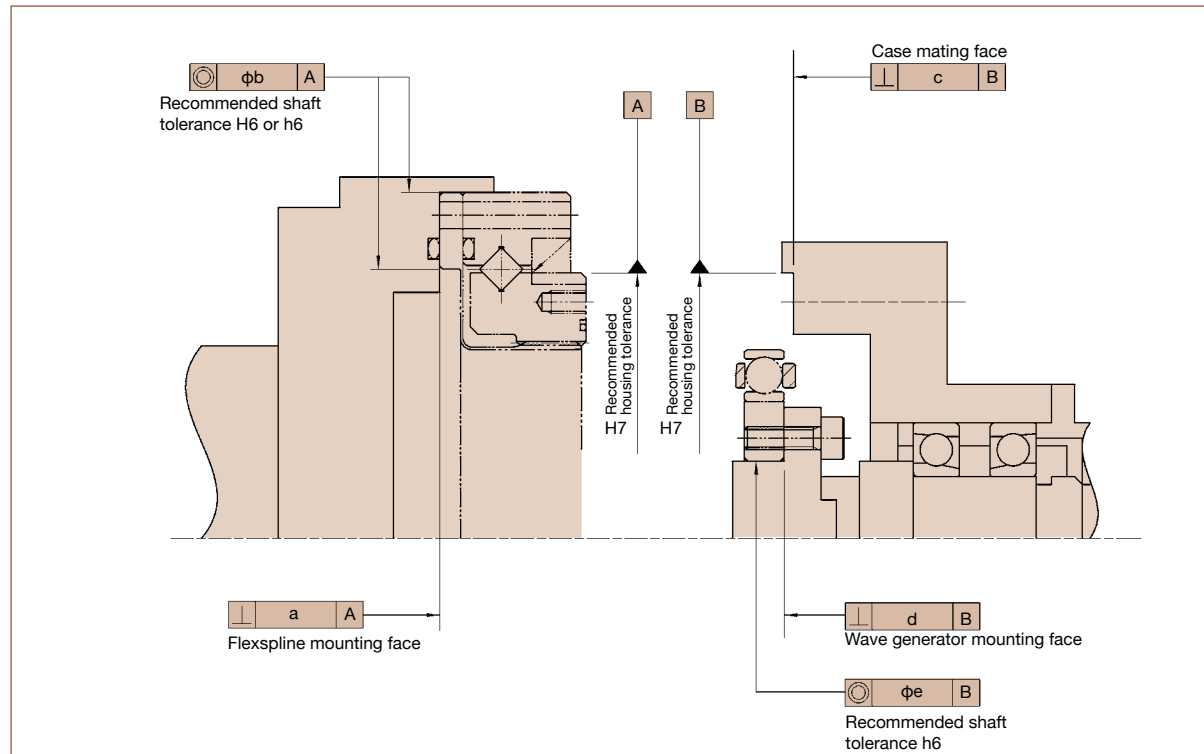 Case mating face
⊥ c B
◎ φb A
Recommended shaft
tolerance H6 or h6
A
B
Recommended
housing tolerance
H7
Recommended
housing tolerance
H7
⊥ a A
Flexspline mounting face
⊥ d B
Wave generator mounting face
◎ φe B
Recommended shaft
tolerance h6